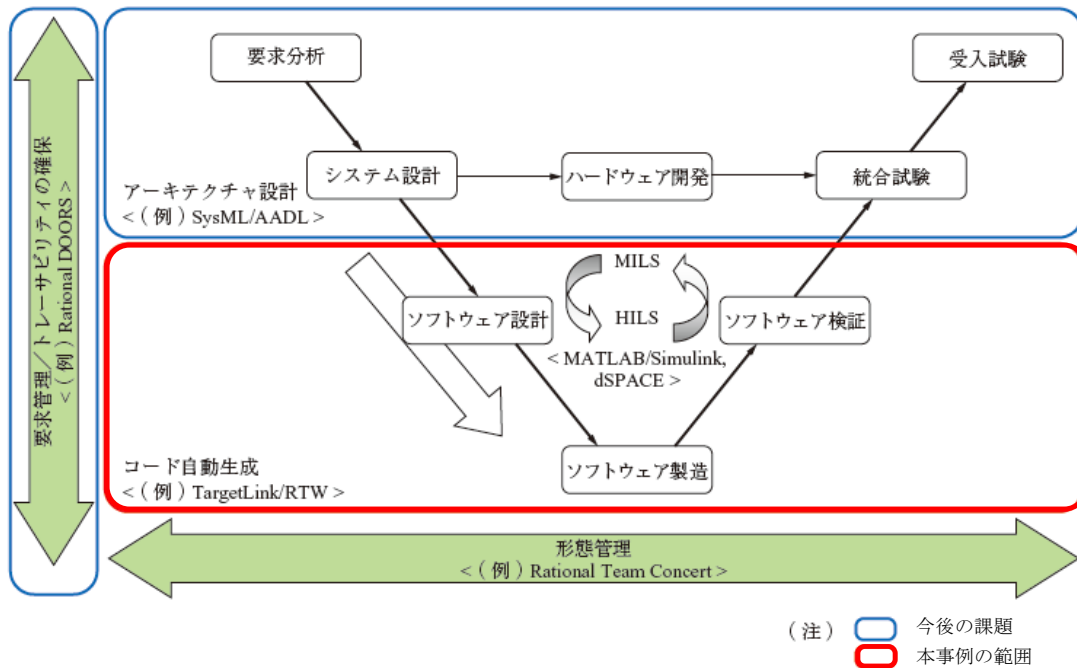 要求分析
受入試験
システム設計
ハードウェア開発
統合試験
アーキテクチャ設計
<（例）SysML/AADL>
要求管理／トレーサビリティの確保
<（例）Rational DOORS>
MILS
HILS
ソフトウェア設計
ソフトウェア検証
< MATLAB/Simulink,
dSPACE >
ソフトウェア製造
コード自動生成
<（例）TargetLink/RTW >
形態管理
<（例）Rational Team Concert >
（注）
今後の課題
本事例の範囲